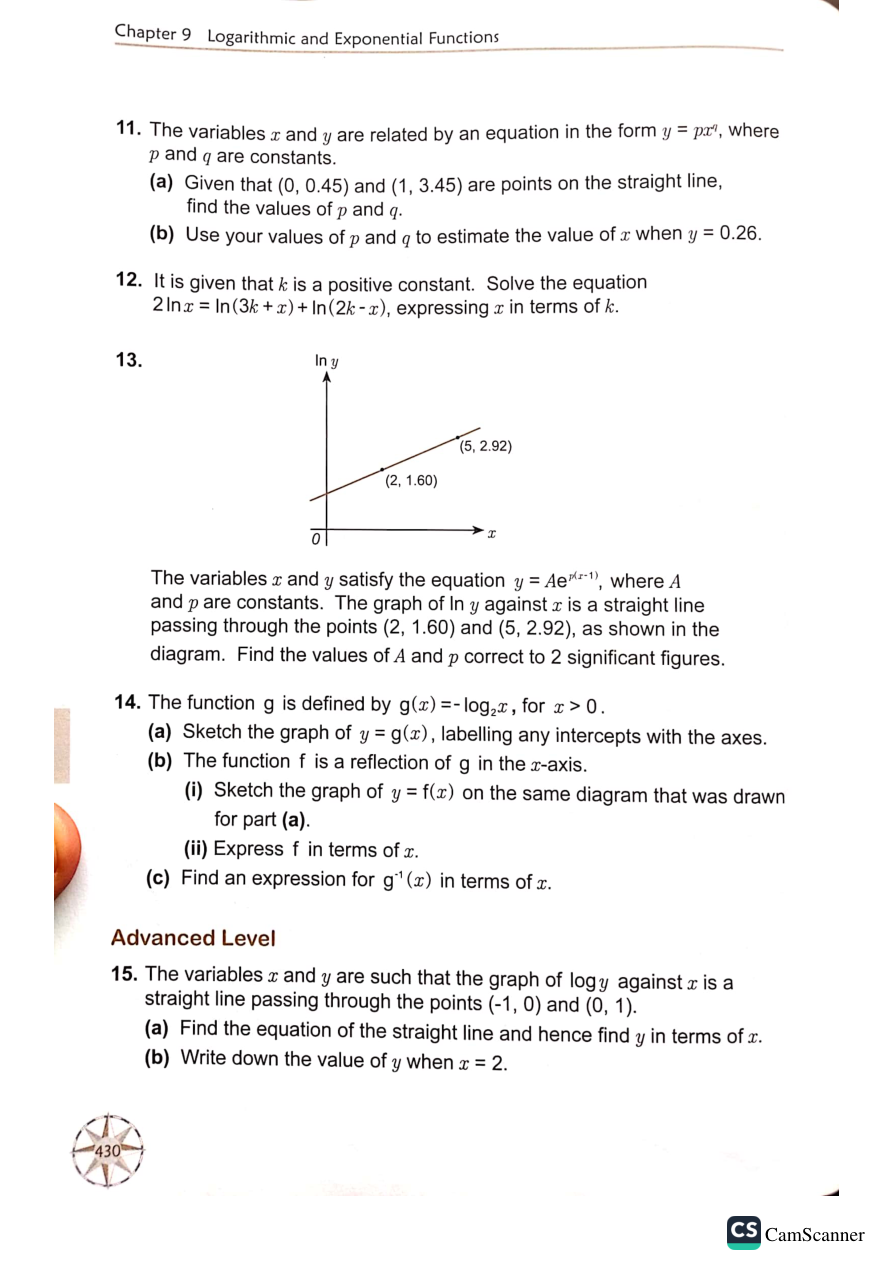 Chapter 9 Logarithmic and Exponential Functions
11. The variables x and y are related by an equation in the form y = px^q, where
p and q are constants.
(a) Given that (0, 0.45) and (1, 3.45) are points on the straight line,
find the values of p and q.
(b) Use your values of p and q to estimate the value of x when y = 0.26.
12. It is given that k is a positive constant. Solve the equation
2 ln x = ln(3k + x) + ln(2k - x), expressing x in terms of k.
13.
ln y
(5, 2.92)
(2, 1.60)
0
x
The variables x and y satisfy the equation y = Ae^p(x-1), where A
and p are constants. The graph of ln y against x is a straight line
passing through the points (2, 1.60) and (5, 2.92), as shown in the
diagram. Find the values of A and p correct to 2 significant figures.
14. The function g is defined by g(x) = - log₂x, for x > 0.
(a) Sketch the graph of y = g(x), labelling any intercepts with the axes.
(b) The function f is a reflection of g in the x-axis.
(i) Sketch the graph of y = f(x) on the same diagram that was drawn
for part (a).
(ii) Express f in terms of x.
(c) Find an expression for g⁻¹(x) in terms of x.
Advanced Level
15. The variables x and y are such that the graph of log y against x is a
straight line passing through the points (-1, 0) and (0, 1).
(a) Find the equation of the straight line and hence find y in terms of x.
(b) Write down the value of y when x = 2.
430
CS CamScanner